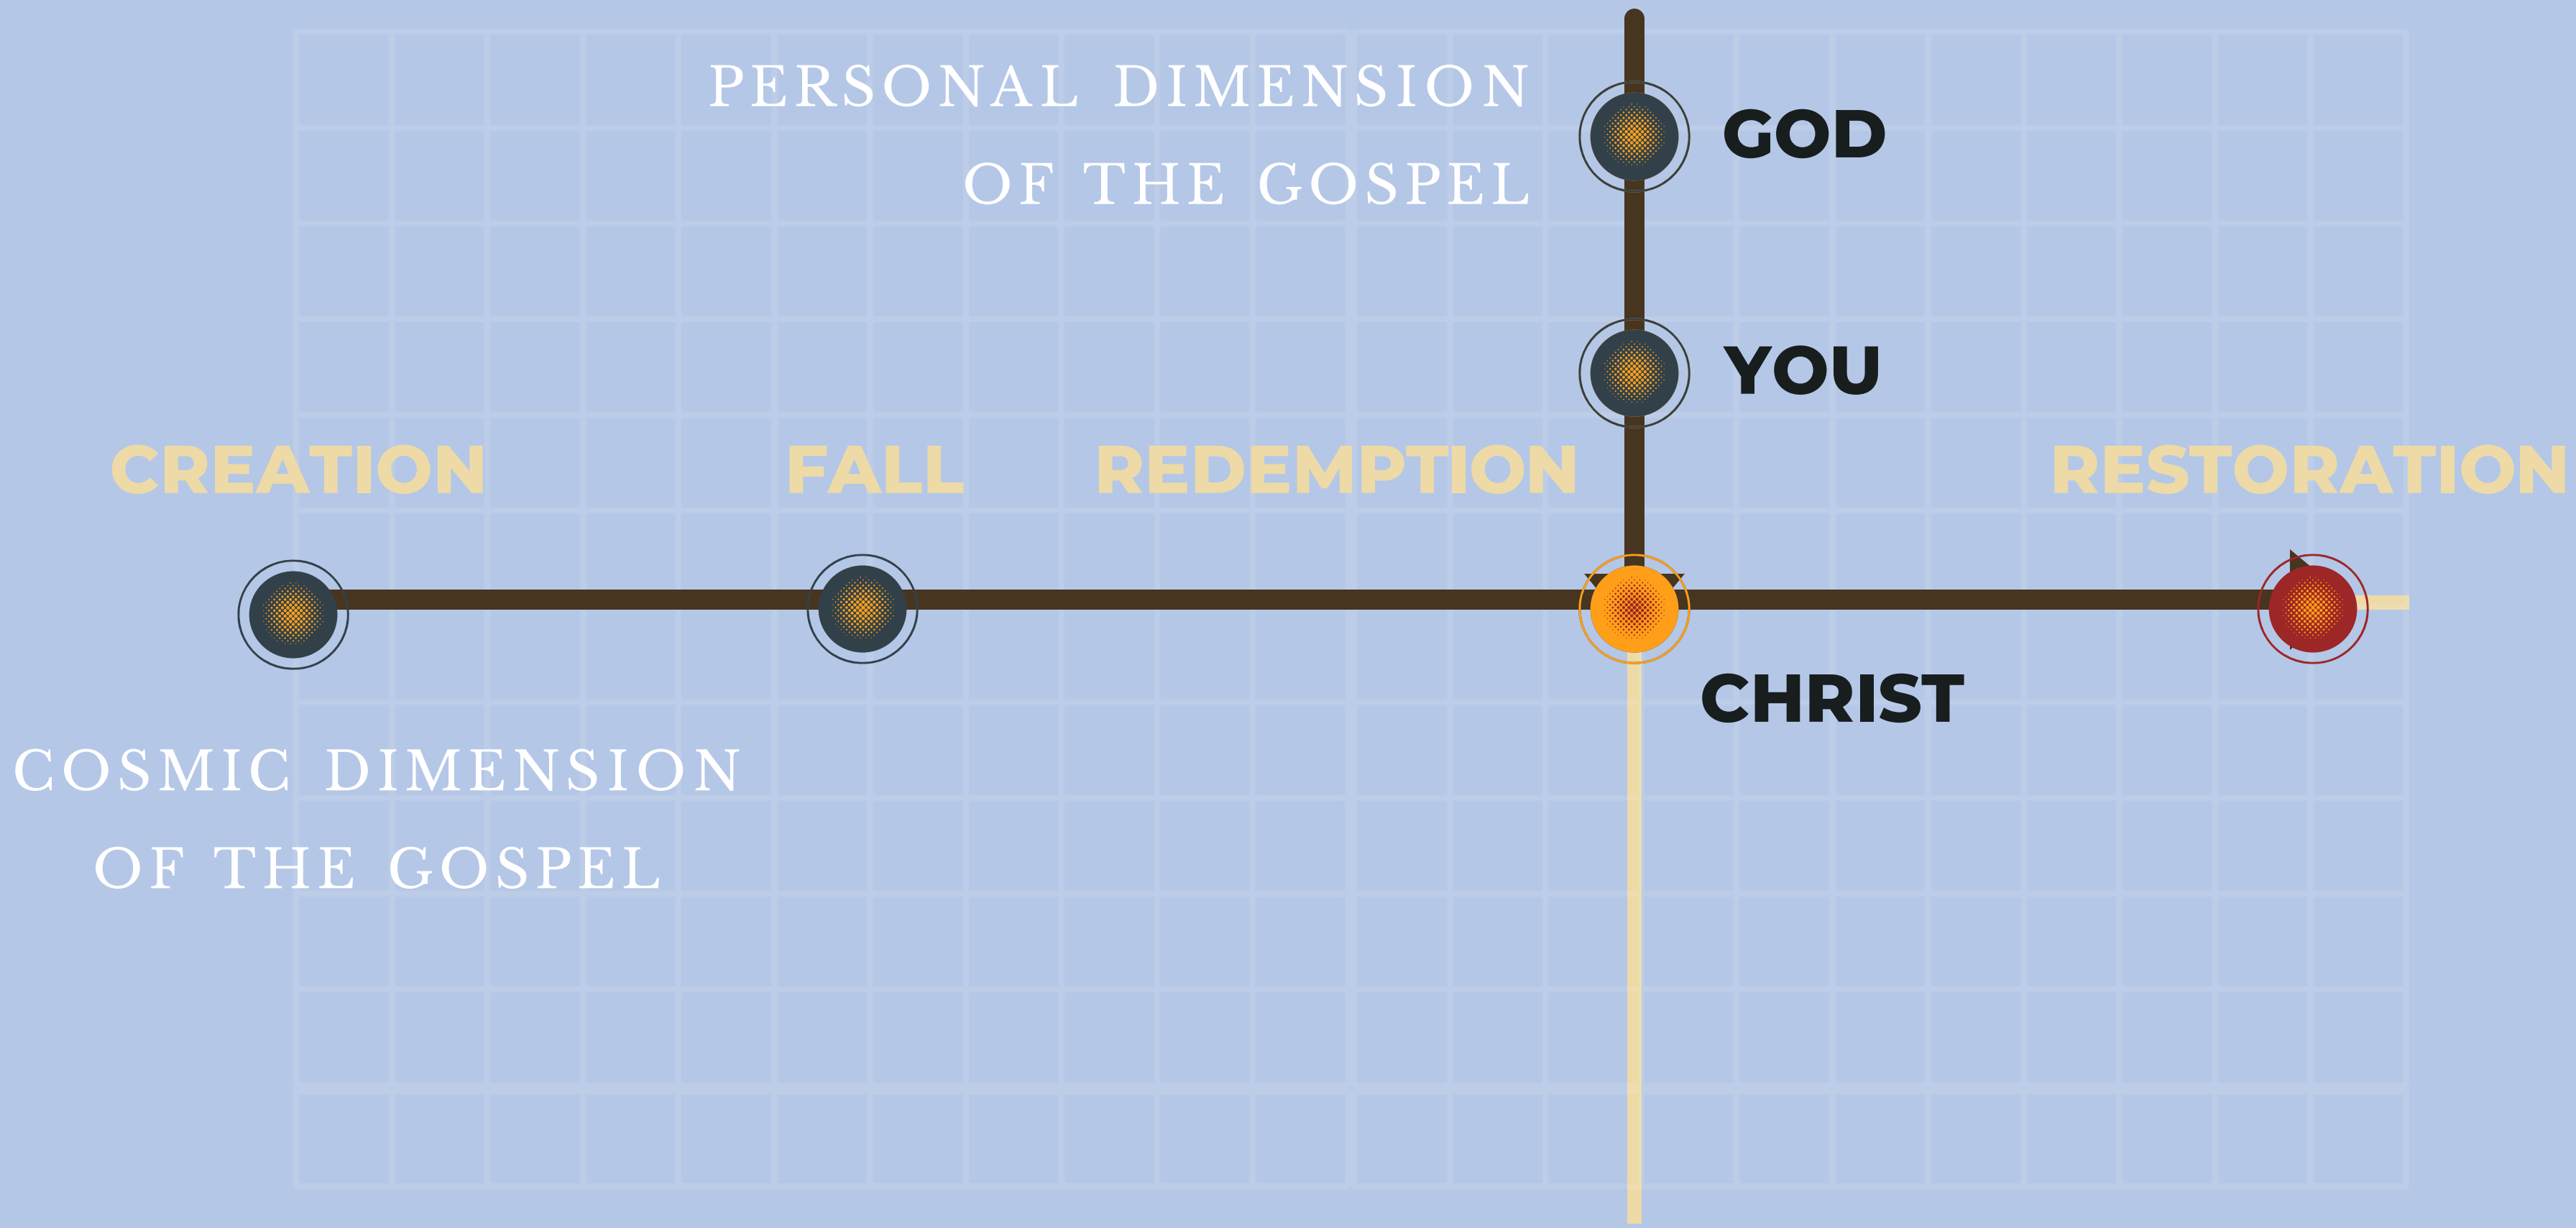 PERSONAL DIMENSION
OF THE GOSPEL
GOD
YOU
CREATION
FALL
REDEMPTION
RESTORATION
CHRIST
COSMIC DIMENSION
OF THE GOSPEL